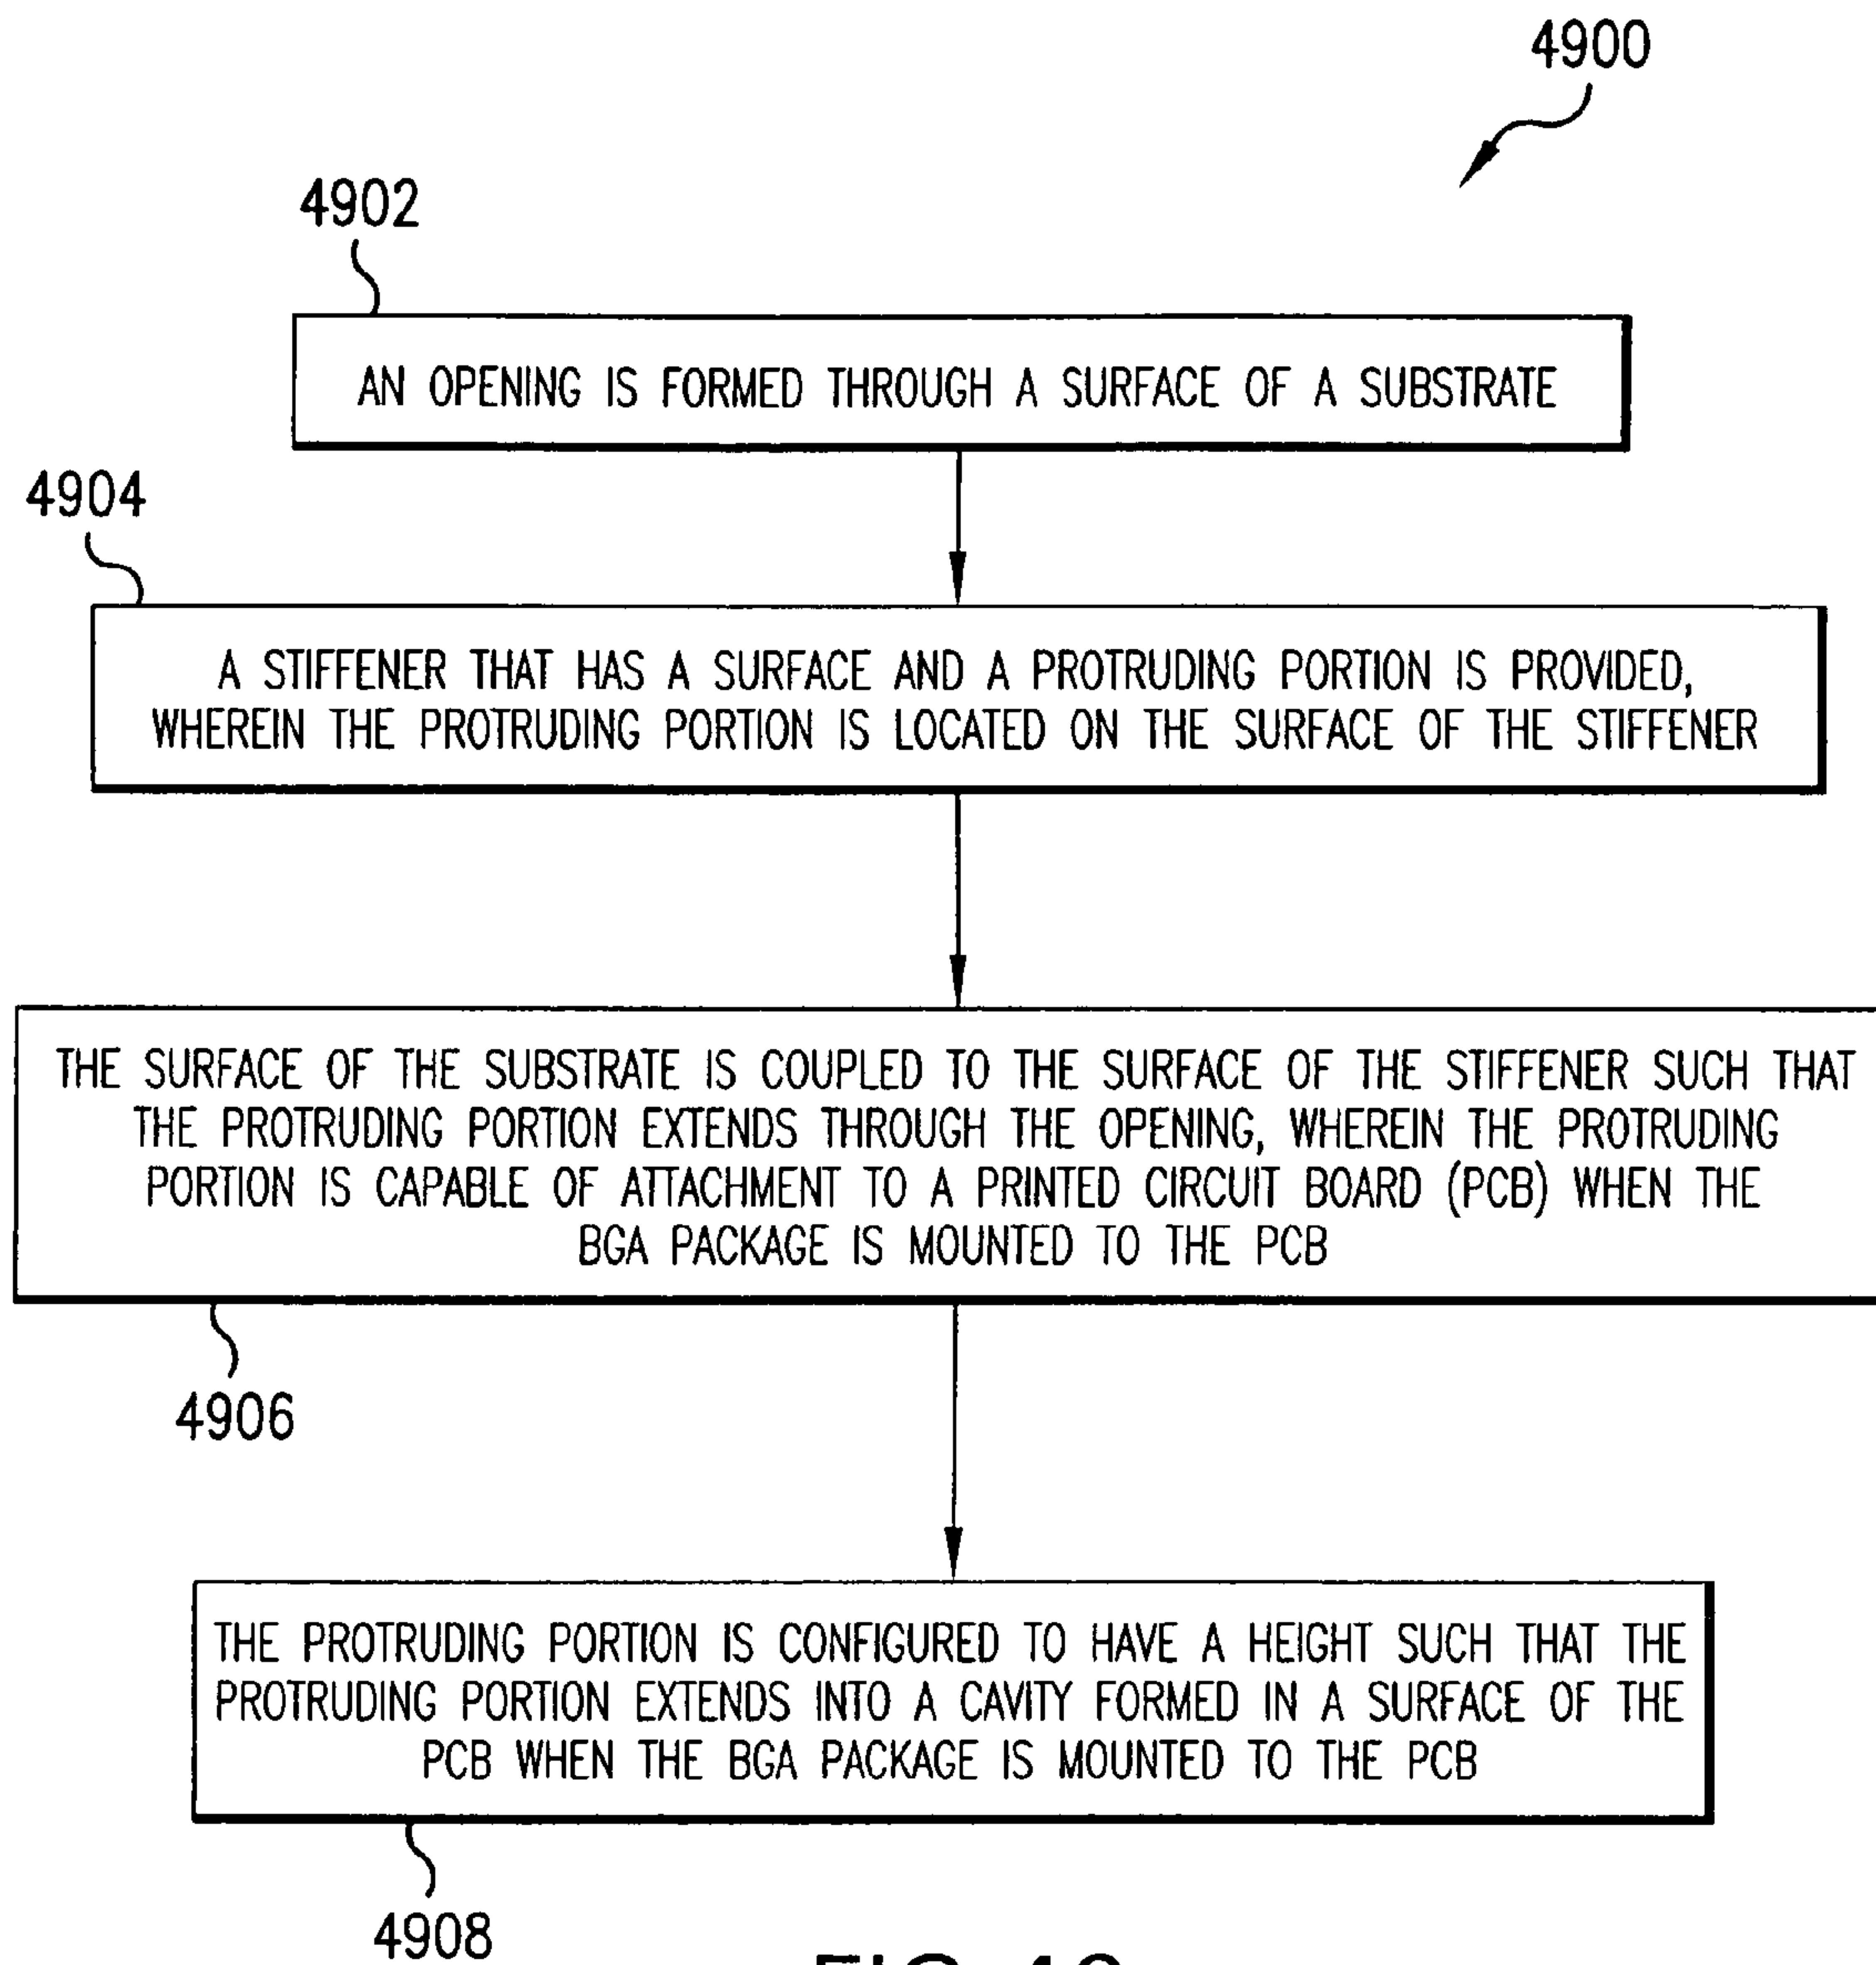 4900
4902
AN OPENING IS FORMED THROUGH A SURFACE OF A SUBSTRATE
4904
A STIFFENER THAT HAS A SURFACE AND A PROTRUDING PORTION IS PROVIDED,
WHEREIN THE PROTRUDING PORTION IS LOCATED ON THE SURFACE OF THE STIFFENER
THE SURFACE OF THE SUBSTRATE IS COUPLED TO THE SURFACE OF THE STIFFENER SUCH THAT
THE PROTRUDING PORTION EXTENDS THROUGH THE OPENING, WHEREIN THE PROTRUDING
PORTION IS CAPABLE OF ATTACHMENT TO A PRINTED CIRCUIT BOARD (PCB) WHEN THE
BGA PACKAGE IS MOUNTED TO THE PCB
4906
THE PROTRUDING PORTION IS CONFIGURED TO HAVE A HEIGHT SUCH THAT THE
PROTRUDING PORTION EXTENDS INTO A CAVITY FORMED IN A SURFACE OF THE
PCB WHEN THE BGA PACKAGE IS MOUNTED TO THE PCB
4908